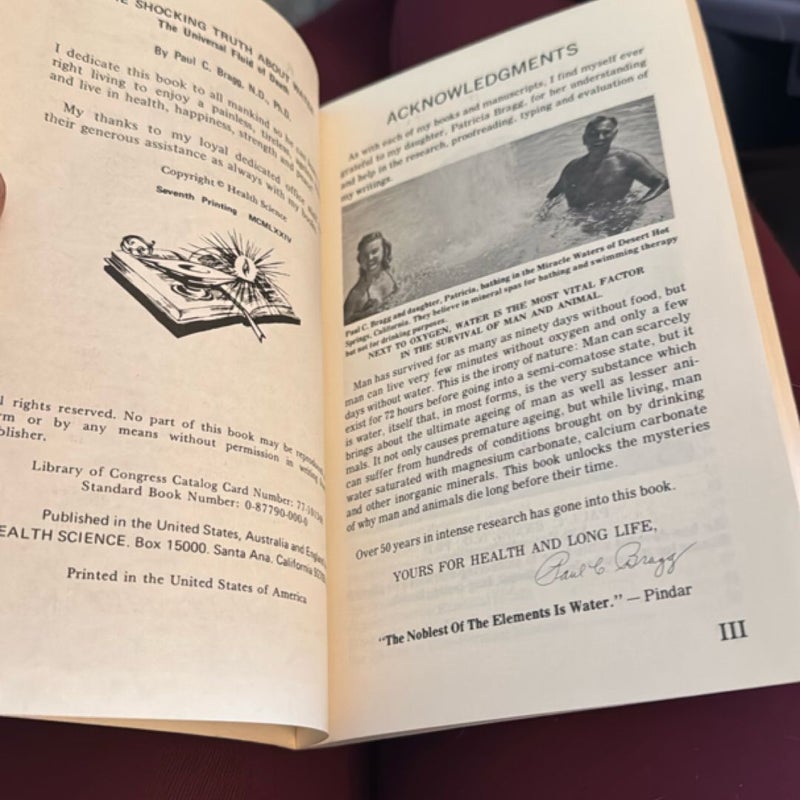 SHOCKING TRUTH ABOUT WATER
The Universal Fluid of Death
By Paul C. Bragg, N.D., Ph.D.
I dedicate this book to all mankind so he can
right living to enjoy a painless, tireless,
and live in health, happiness, strength and
My thanks to my loyal dedicated office
their generous assistance as always with my
Copyright © Health Science
Seventh Printing MCMLXXIV
rights reserved. No part of this book may be reproduced
or by any means without permission in writing
Library of Congress Catalog Card Number:
Standard Book Number: 0-87790-000-0
Published in the United States, Australia and England
HEALTH SCIENCE. Box 15000. Santa Ana. California
Printed in the United States of America
ACKNOWLEDGMENTS
As with each of my books and manuscripts, I find myself ever
grateful to my daughter, Patricia Bragg, for her understanding
and help in the research, proofreading, typing and evaluation of
my writings.
Paul C. Bragg and daughter, Patricia, bathing in the Miracle Waters of Desert Hot
Springs, California. They believe in mineral spas for bathing and swimming therapy
but not for drinking purposes.
NEXT TO OXYGEN, WATER IS THE MOST VITAL FACTOR
IN THE SURVIVAL OF MAN AND ANIMAL.
Man has survived for as many as ninety days without food, but
man can live very few minutes without oxygen and only a few
days without water. This is the irony of nature: Man can scarcely
exist for 72 hours before going into a semi-comatose state, but it
is water, itself that, in most forms, is the very substance which
brings about the ultimate ageing of man as well as lesser ani-
mals. It not only causes premature ageing, but while living, man
can suffer from hundreds of conditions brought on by drinking
water saturated with magnesium carbonate, calcium carbonate
and other inorganic minerals. This book unlocks the mysteries
of why man and animals die long before their time.
Over 50 years in intense research has gone into this book.
YOURS FOR HEALTH AND LONG LIFE,
Paul C Bragg
"The Noblest Of The Elements Is Water." — Pindar
III